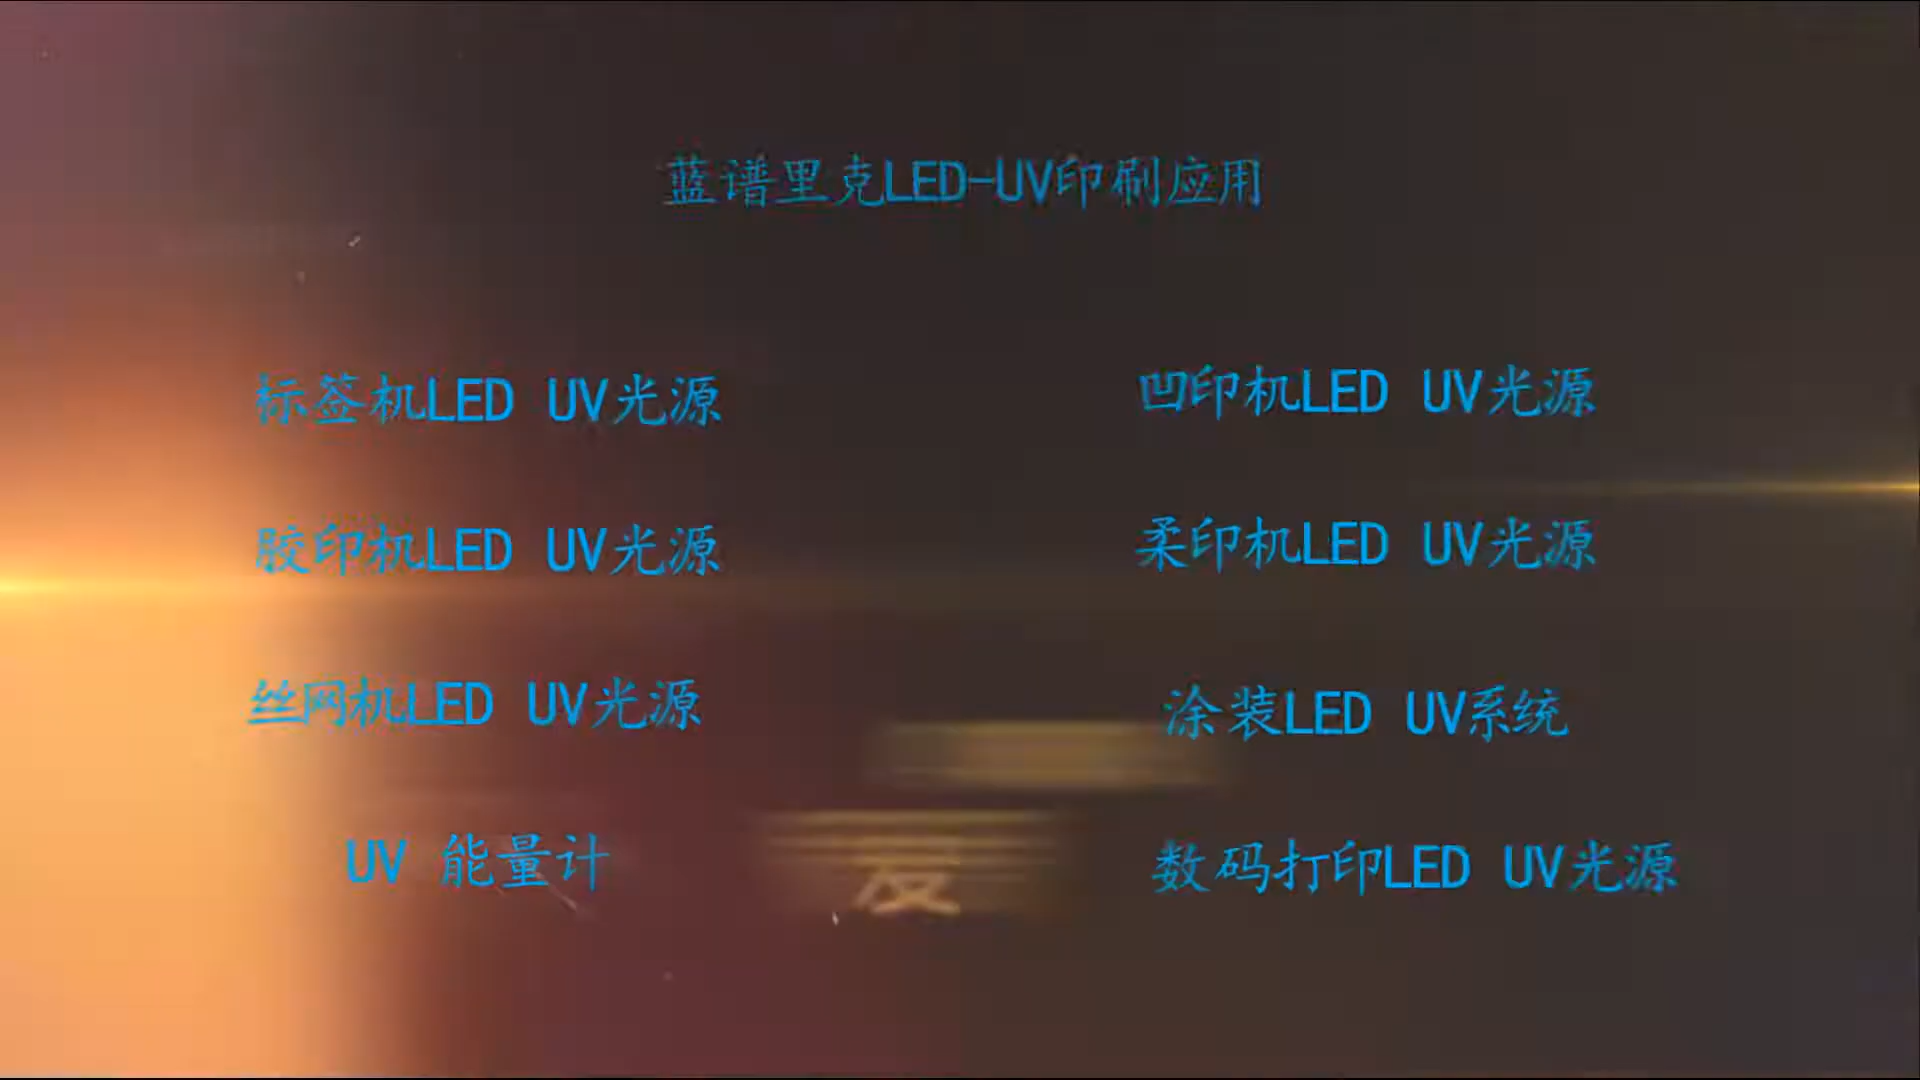 蓝谱里克LED-UV印刷应用
标签机LED UV光源
凹印机LED UV光源
胶印机LED UV光源
柔印机LED UV光源
丝网机LED UV光源
涂装LED UV系统
UV 能量计
数码打印LED UV光源